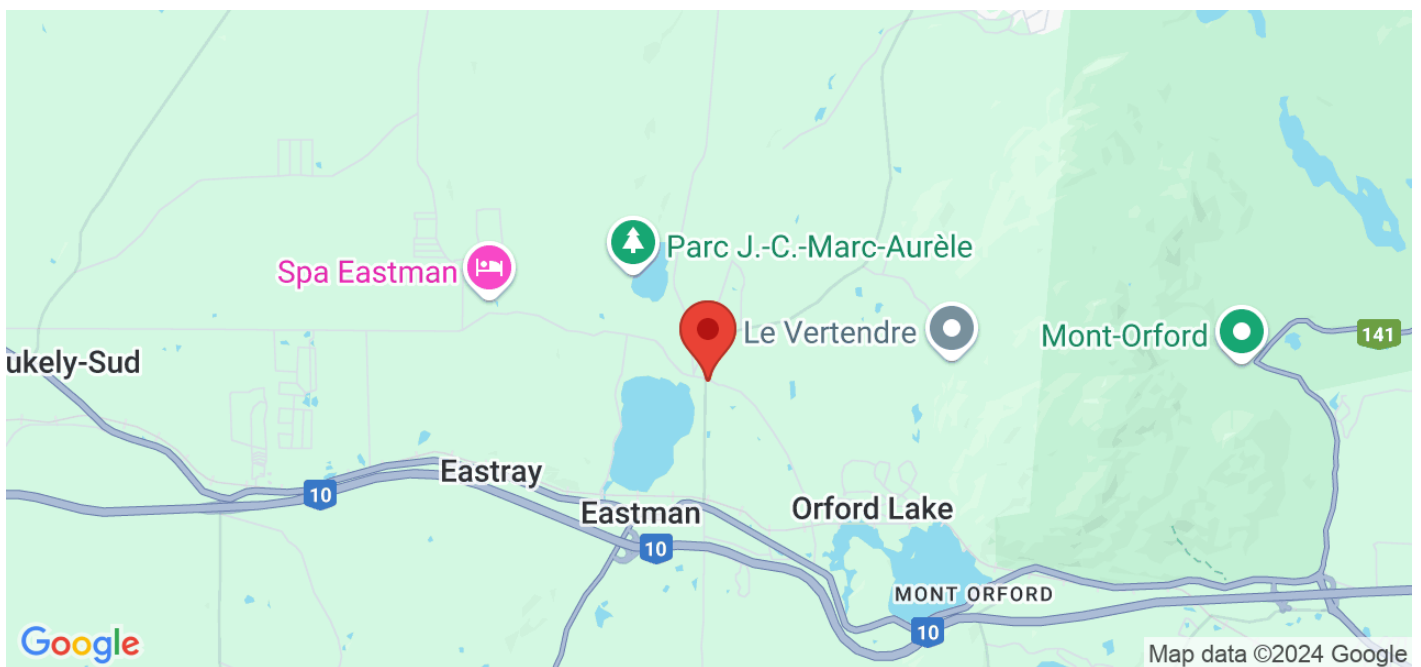 Parc J.-C.-Marc-Aurèle
Spa Eastman
Le Vertendre
Mont-Orford
141
ukely-Sud
Eastray
10
Eastman
Orford Lake
10
MONT ORFORD
10
Google
Map data ©2024 Google